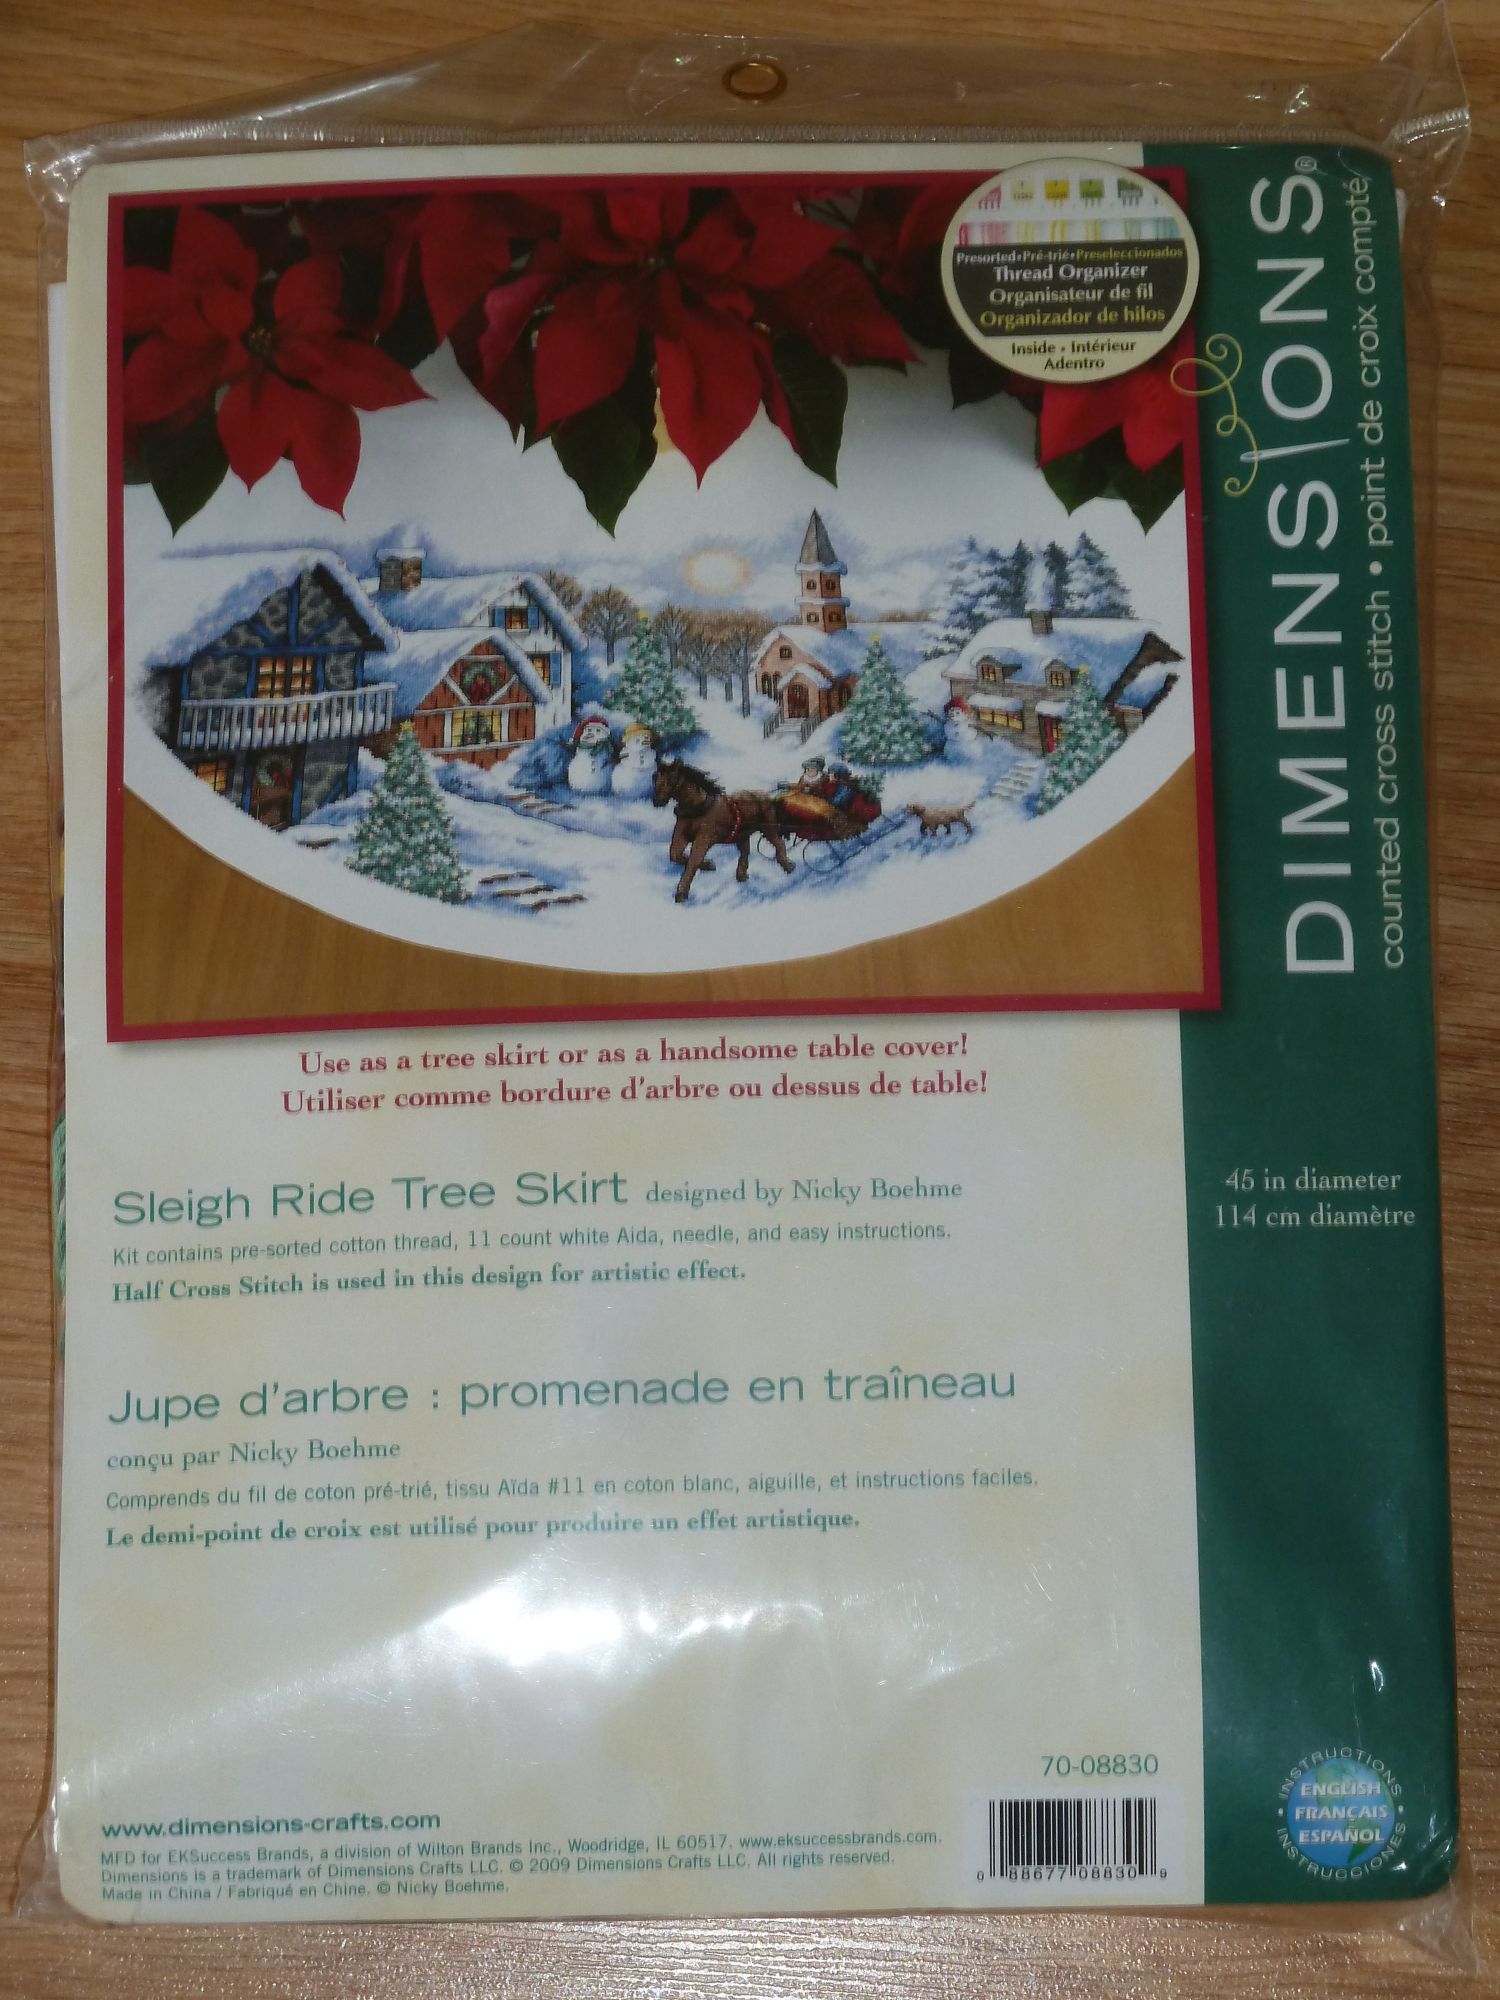 Presorted•Pré-trié•Preseleccionados
Thread Organizer
Organisateur de fil
Organizador de hilos
Inside • Intérieur
Adentro
DIMENSIONS®
counted cross stitch • point de croix compté
Use as a tree skirt or as a handsome table cover!
Utiliser comme bordure d'arbre ou dessus de table!
Sleigh Ride Tree Skirt designed by Nicky Boehme
Kit contains pre-sorted cotton thread, 11 count white Aida, needle, and easy instructions.
Half Cross Stitch is used in this design for artistic effect.
45 in diameter
114 cm diamètre
Jupe d'arbre : promenade en traîneau
conçu par Nicky Boehme
Comprends du fil de coton pré-trié, tissu Aïda #11 en coton blanc, aiguille, et instructions faciles.
Le demi-point de croix est utilisé pour produire un effet artistique.
70-08830
www.dimensions-crafts.com
MFD for EKSuccess Brands, a division of Wilton Brands Inc., Woodridge, IL 60517. www.eksuccessbrands.com.
Dimensions is a trademark of Dimensions Crafts LLC. © 2009 Dimensions Crafts LLC. All rights reserved.
Made in China / Fabriqué en Chine. © Nicky Boehme.
0 88677 08830 9
• INSTRUCTIONS •
ENGLISH
FRANÇAIS
ESPAÑOL
INSTRUCCIONES